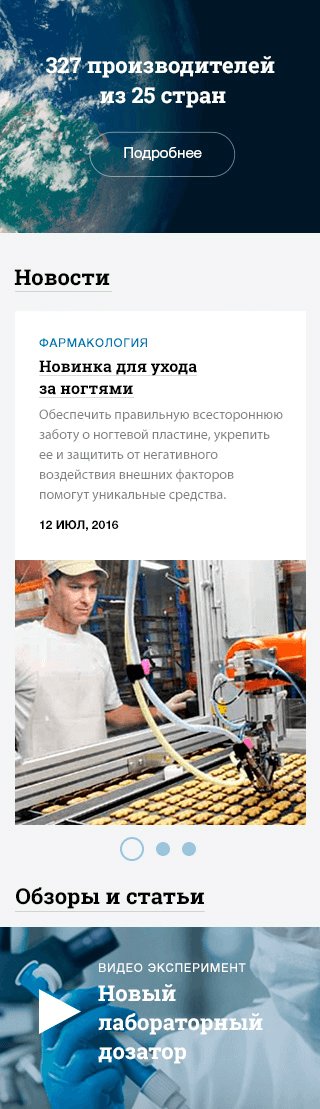 327 производителей
из 25 стран
Подробнее
Новости
ФАРМАКОЛОГИЯ
Новинка для ухода
за ногтями
Обеспечить правильную всестороннюю
заботу о ногтевой пластине, укрепить
ее и защитит от негативного
воздействия внешних факторов
помогут уникальные средства.
12 ИЮЛ, 2016
Обзоры и статьи
ВИДЕО ЭКСПЕРИМЕНТ
Новый
лабораторный
дозатор